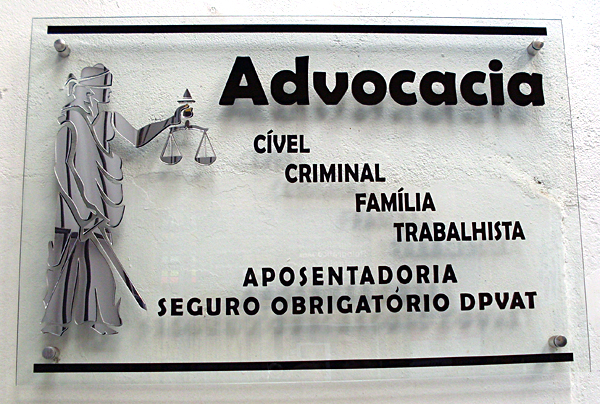 Advocacia
CÍVEL
CRIMINAL
FAMÍLIA
TRABALHISTA
APOSENTADORIA
SEGURO OBRIGATÓRIO DPVAT